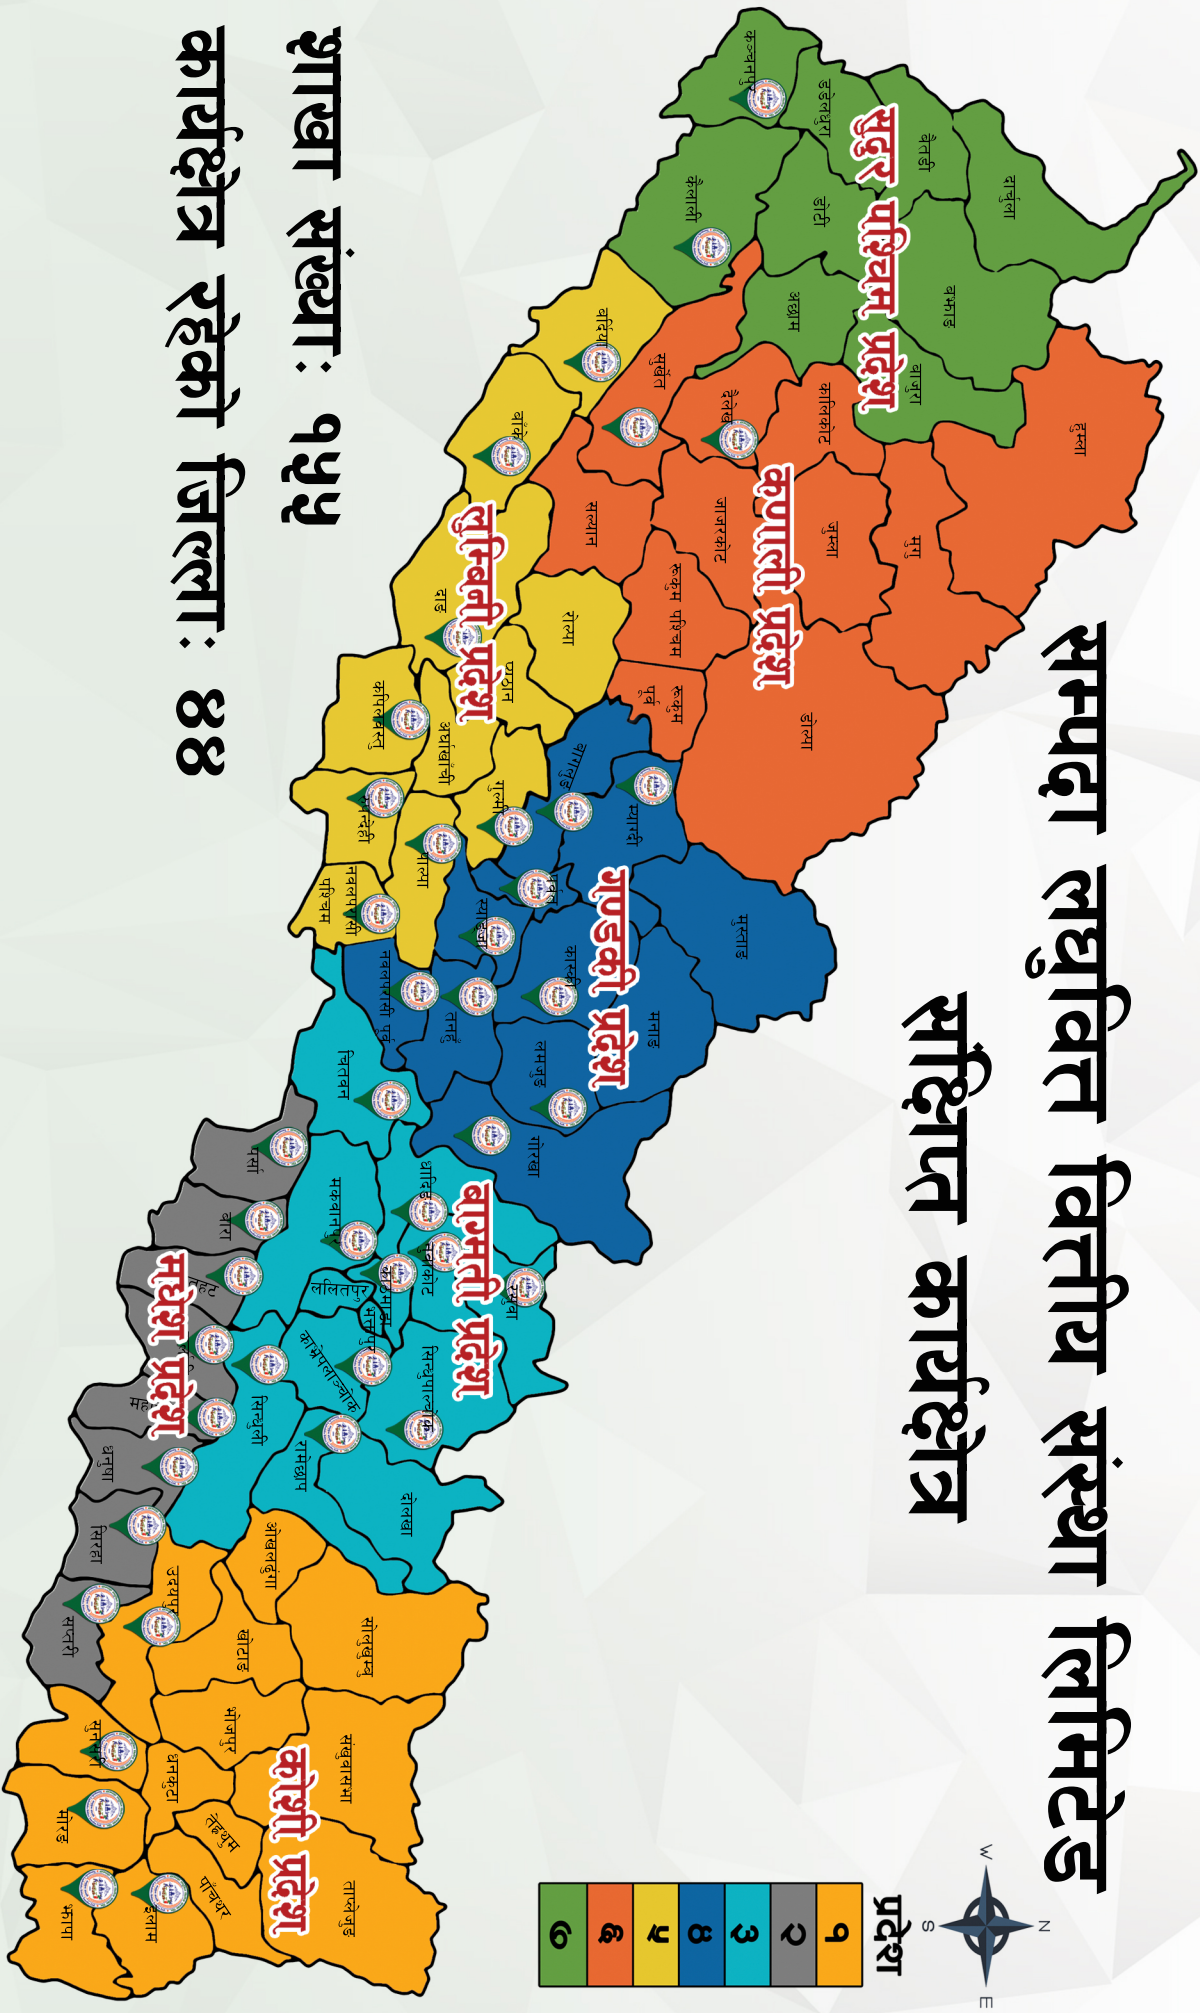 सम्पदा लघुवित्त वित्तीय संस्था लिमिटेड
संक्षिप्त कार्यक्षेत्र
N
W
E
S
प्रदेश
१
२
३
४
५
६
७
सुदुर पश्चिम प्रदेश
दार्चुला
बैतडी
डडेलधुरा
कञ्चनपुर
बझाङ
डोटी
कैलाली
बाजुरा
अछाम
कर्णाली प्रदेश
हुम्ला
मुगु
कालिकोट
जुम्ला
दैलेख
जाजरकोट
सुर्खेत
सल्यान
रूकुम पश्चिम
रूकुम
पूर्व
डोल्पा
लुम्बिनी प्रदेश
बर्दिया
बाँके
दाङ
रोल्पा
प्यूठान
कपिलवस्तु
अर्घाखाँची
गुल्मी
रुपन्देही
पाल्पा
नवलपरासी
पश्चिम
गण्डकी प्रदेश
बागलुङ
म्याग्दी
पर्वत
मुस्ताङ
स्याङ्जा
कास्की
मनाङ
नवलपरासी पूर्व
तनहुँ
लमजुङ
गोरखा
बाग्मती प्रदेश
चितवन
मकवानपुर
धादिङ
नुवाकोट
रसुवा
काठमाडौं
ललितपुर
भक्तपुर
काभ्रेपलाञ्चोक
सिन्धुपाल्चोक
सिन्धुली
रामेछाप
दोलखा
मधेश प्रदेश
पर्सा
बारा
धनुषा
सिरहा
सप्तरी
कोशी प्रदेश
ओखलढुंगा
उदयपुर
सोलुखुम्बु
खोटाङ
भोजपुर
संखुवासभा
धनकुटा
तेह्रथुम
सुनसरी
मोरङ
पाँचथर
ताप्लेजुङ
इलाम
झापा
शाखा संख्याः १५५
कार्यक्षेत्र रहेको जिल्लाः ४४